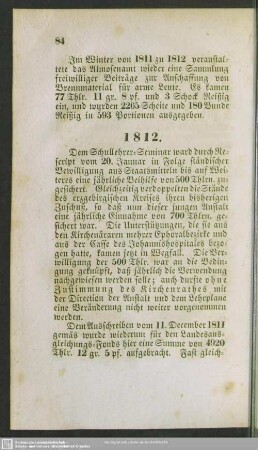 84
Im Winter von 1811 zu 1812 veranstal-
tete das Almosenamt wieder eine Sammlung
freiwilliger Beiträge zur Anschaffung von
Brennmaterial für arme Leute. Es kamen
77 Thlr. 11 gr. 8 pf. und 3 Schock Reißig
ein, und wurden 2265 Scheite und 180 Bunde
Reißig in 593 Portionen ausgegeben.
1812.
Dem Schullehrer-Seminar ward durch Re-
script vom 20. Januar in Folge ständischer
Bewilligung aus Staatsmitteln bis auf Wei-
teres eine jährliche Beihilfe von 500 Thlrn. zu-
gesichert. Gleichzeitig verdoppelten die Stände
des erzgebirgischen Kreises ihren bisherigen
Zuschuß, so daß nun dieser jungen Anstalt
eine jährliche Einnahme von 700 Thlrn. ge-
sichert war. Die Unterstützungen, die sie aus
den Kirchenärarn mehrer Ephoralbezirke und
aus der Casse des Johannishospitales bezo-
gen hatte, kamen jetzt in Wegfall. Die Ver-
willigung der 500 Thlr. war an die Bedin-
gung geknüpft, daß jährlich die Verwendung
nachgewiesen werden solle; auch durfte ohne
Zustimmung des Kirchenrathes mit
der Direction der Anstalt und dem Lehrplane
eine Veränderung nicht weiter vorgenommen
werden.
Dem Ausschreiben vom 11. December 1811
gemäs wurde wiederum für den Landesaus-
gleichungs-Fonds hier eine Summe von 4920
Thlr. 12 gr. 5 pf. aufgebracht. Fast gleich-